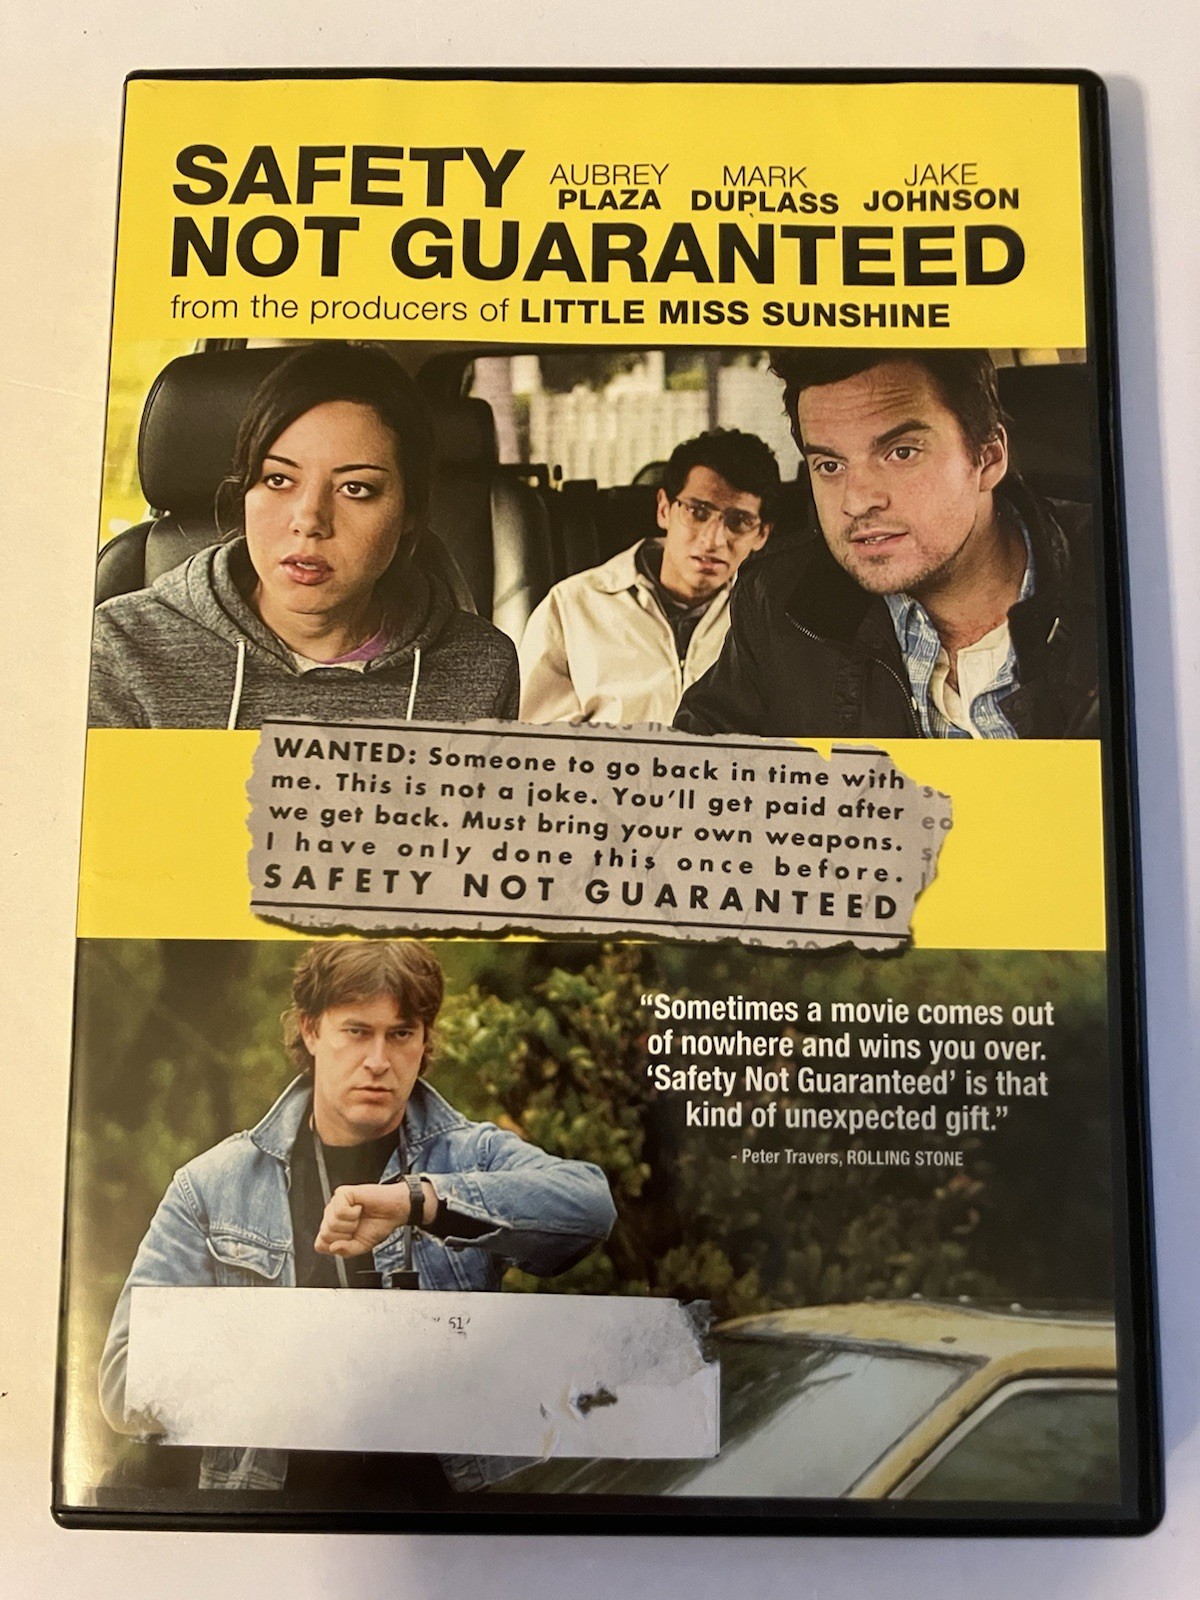 SAFETY
AUBREY PLAZA
MARK DUPLASS
JAKE JOHNSON
NOT GUARANTEED
from the producers of LITTLE MISS SUNSHINE
WANTED: Someone to go back in time with
me. This is not a joke. You'll get paid after
we get back. Must bring your own weapons.
I have only done this once before.
SAFETY NOT GUARANTEED
“Sometimes a movie comes out
of nowhere and wins you over.
‘Safety Not Guaranteed’ is that
kind of unexpected gift.”
- Peter Travers, ROLLING STONE
51'